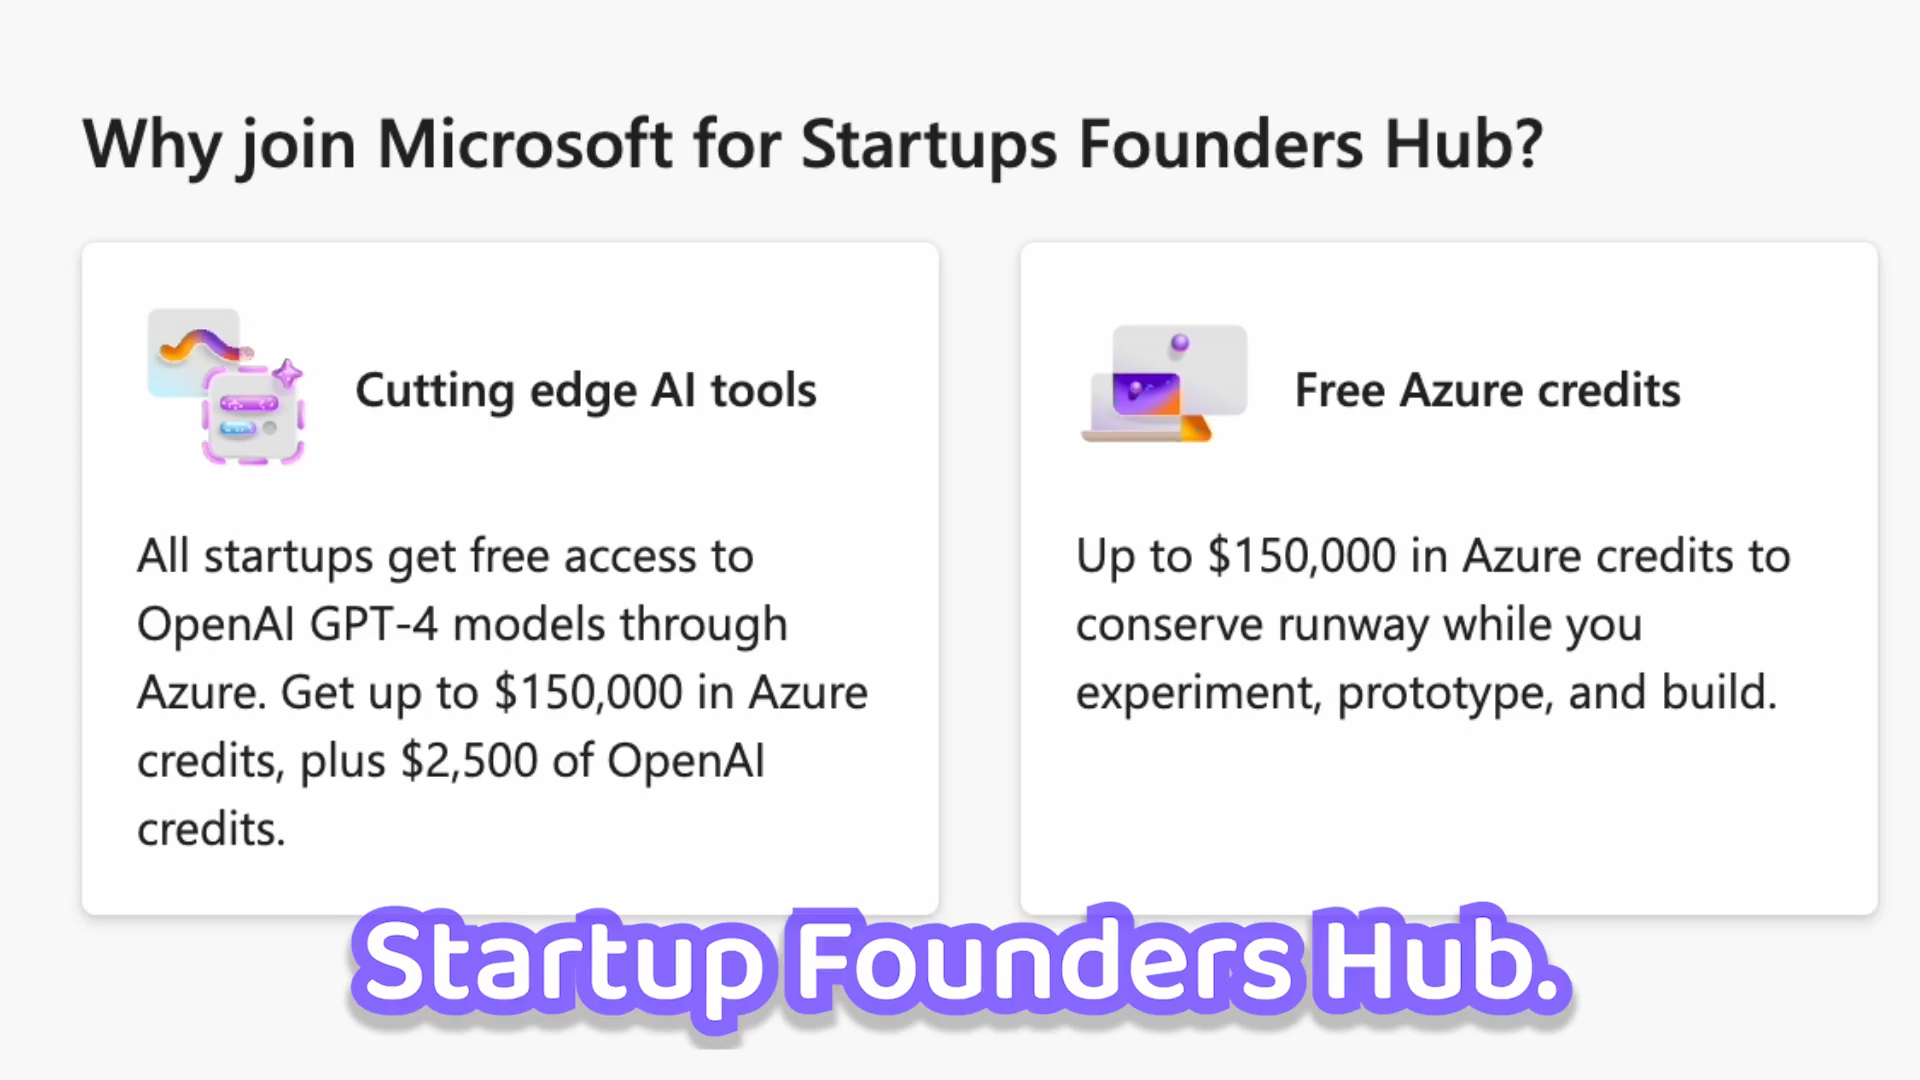 Why join Microsoft for Startups Founders Hub?
Cutting edge AI tools
All startups get free access to
OpenAI GPT-4 models through
Azure. Get up to $150,000 in Azure
credits, plus $2,500 of OpenAI
credits.
Free Azure credits
Up to $150,000 in Azure credits to
conserve runway while you
experiment, prototype, and build.
Startup Founders Hub.